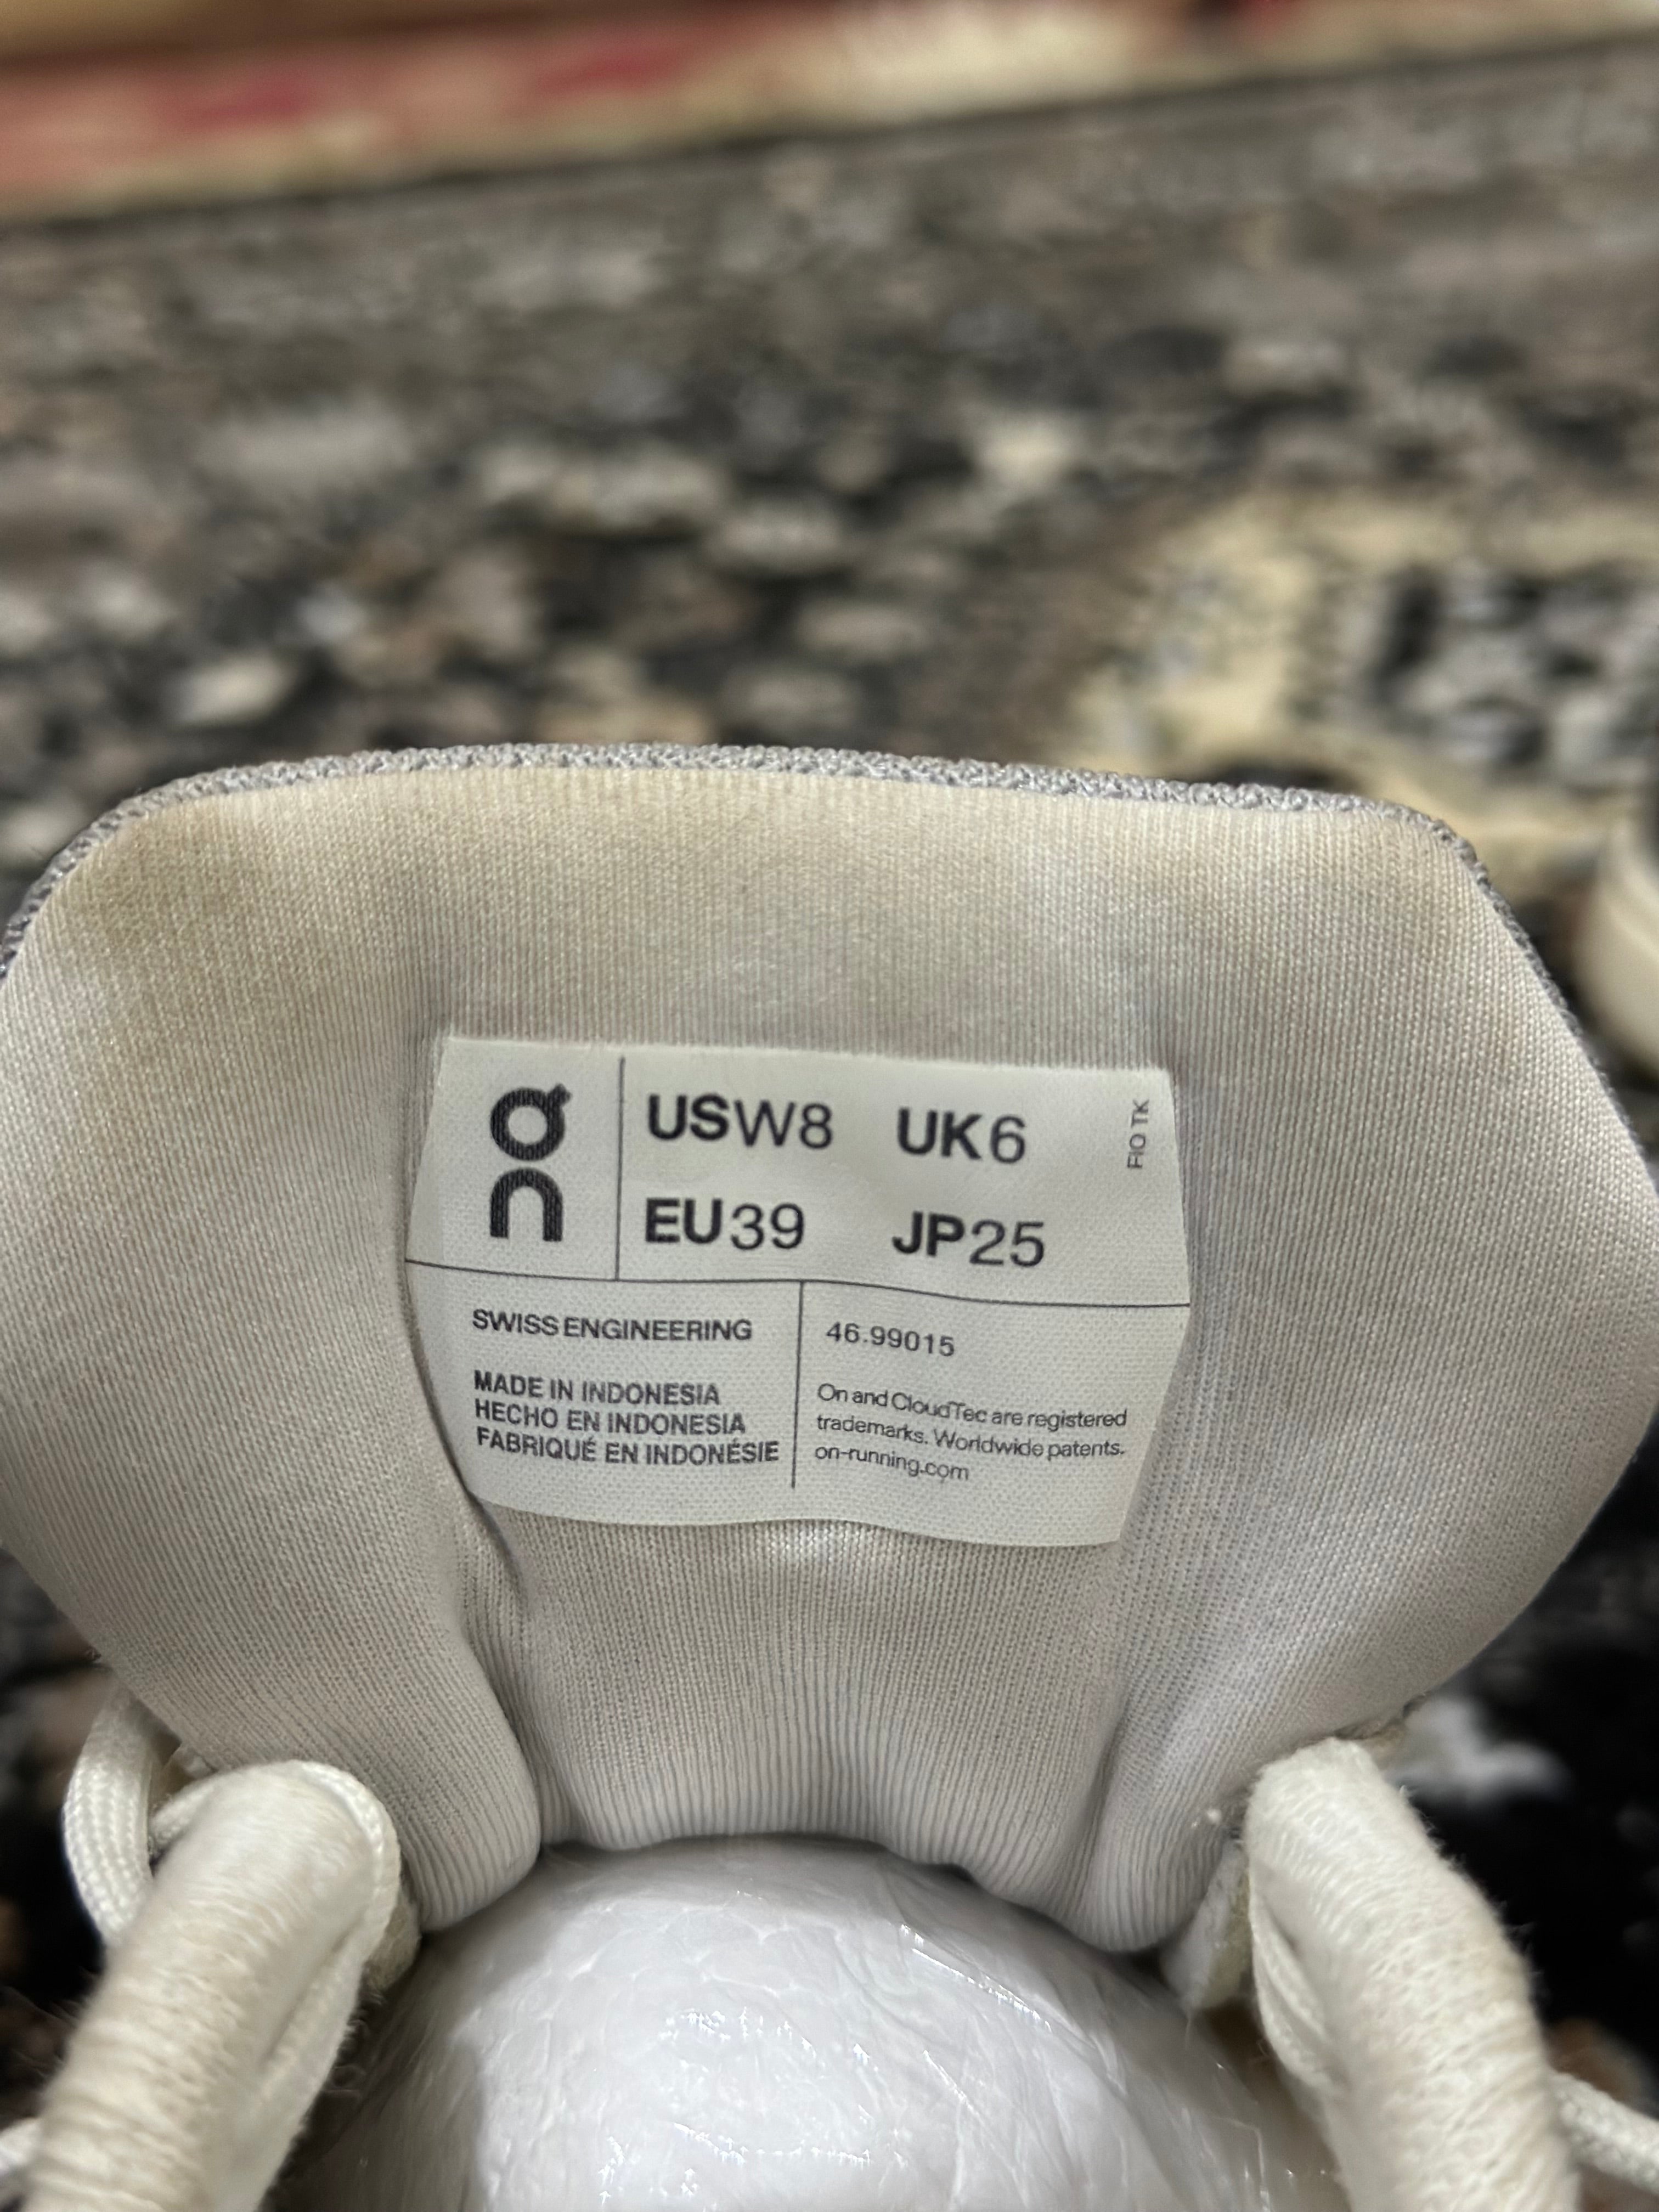 On
USW8 UK6
EU39 JP25
FIO TK
SWISS ENGINEERING
MADE IN INDONESIA
HECHO EN INDONESIA
FABRIQUÉ EN INDONÉSIE
46.99015
On and CloudTec are registered
trademarks. Worldwide patents.
on-running.com